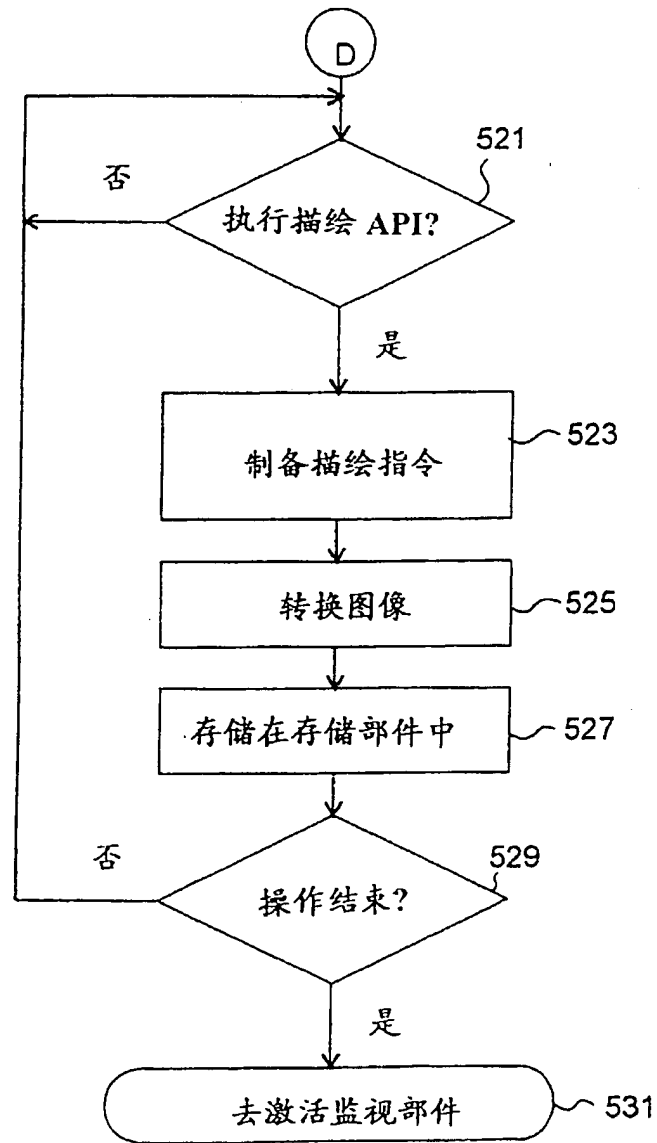 D
521
否
执行描绘 API?
是
制备描绘指令
523
转换图像
525
存储在存储部件中
527
否
529
操作结束?
是
去激活监视部件
531